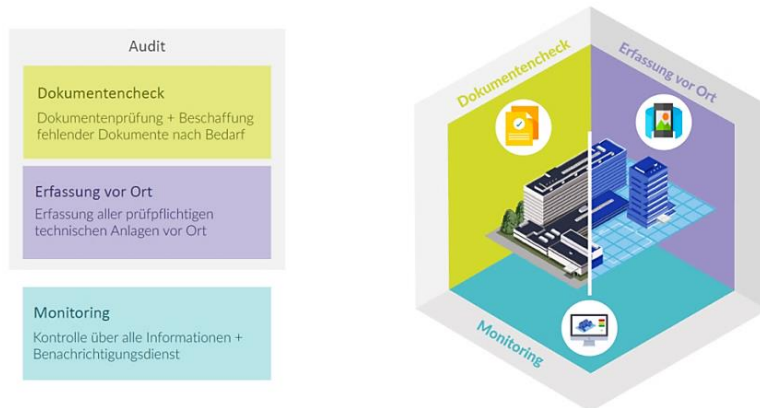 Audit
Dokumentencheck
Dokumentenprüfung + Beschaffung
fehlender Dokumente nach Bedarf
Erfassung vor Ort
Erfassung aller prüfpflichtigen
technischen Anlagen vor Ort
Monitoring
Kontrolle über alle Informationen +
Benachrichtigungsdienst
Dokumentencheck
Erfassung vor Ort
Monitoring